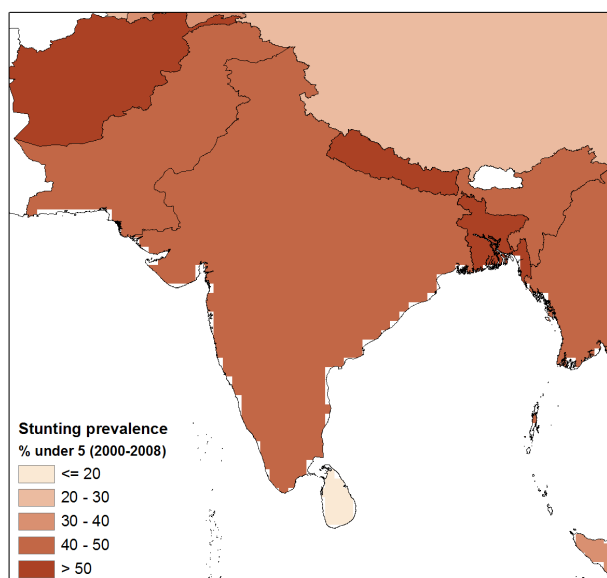 Stunting prevalence
% under 5 (2000-2008)
<= 20
20 - 30
30 - 40
40 - 50
> 50